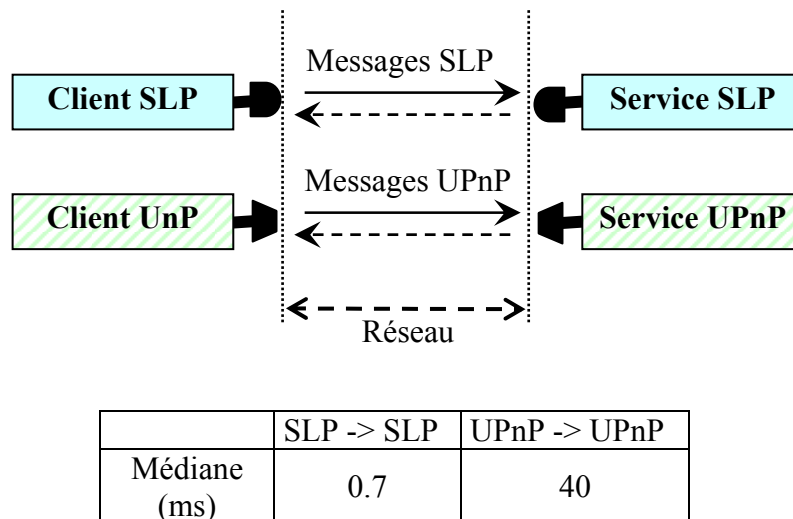 Messages SLP
Client SLP
Service SLP
Messages UPnP
Client UnP
Service UPnP
Réseau
SLP -> SLP UPnP -> UPnP
Médiane
(ms)
0.7 40